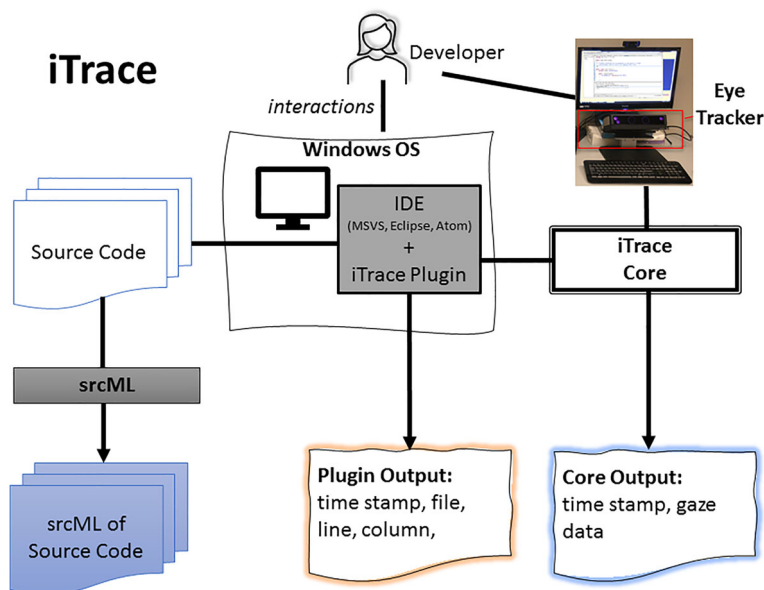 iTrace
Developer
interactions
Eye
Tracker
Windows OS
IDE
(MSVS, Eclipse, Atom)
+
iTrace Plugin
Source Code
iTrace
Core
srcML
srcML of
Source Code
Plugin Output:
time stamp, file,
line, column,
Core Output:
time stamp, gaze
data